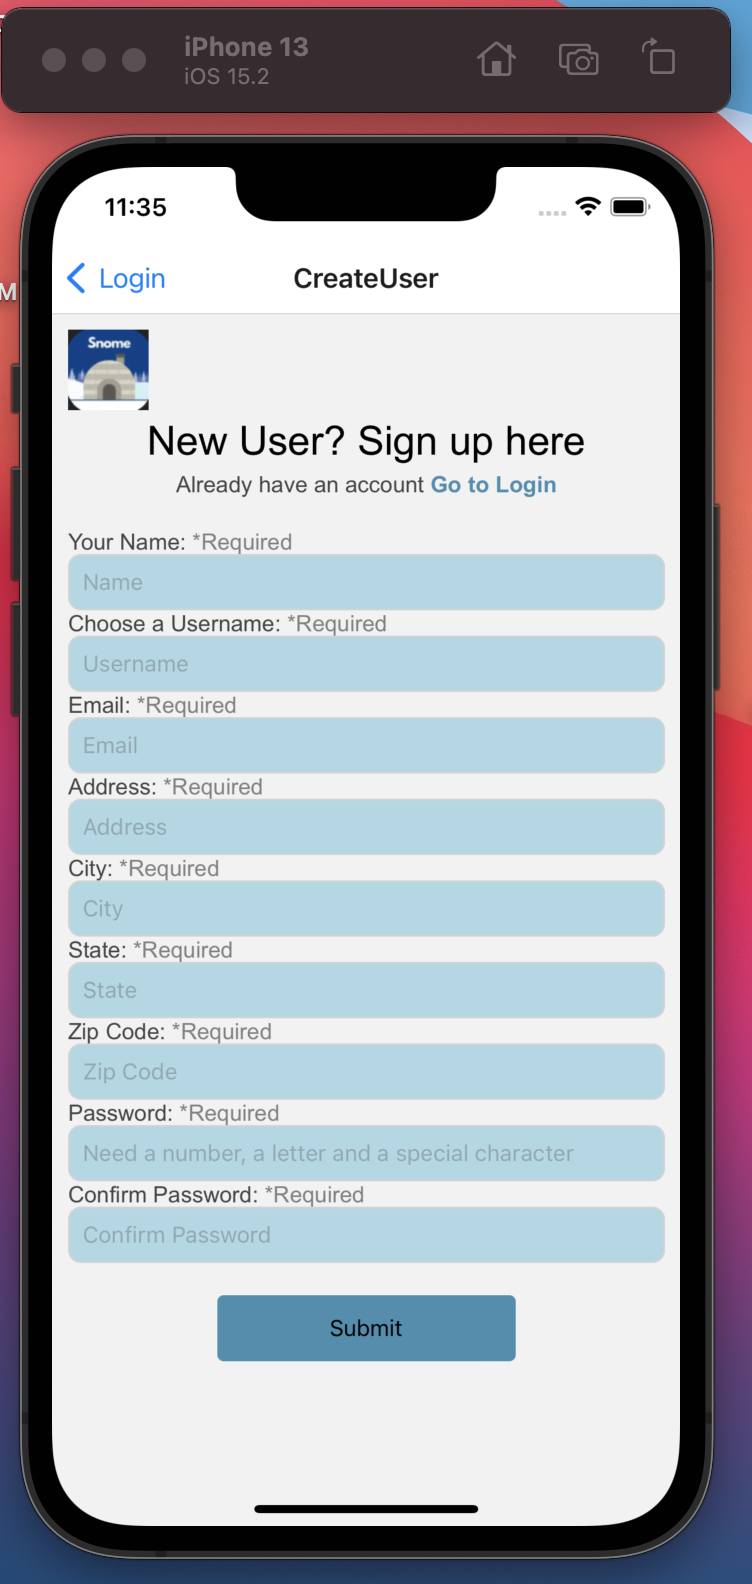 iPhone 13
iOS 15.2
11:35
M
Login
CreateUser
Snome
New User? Sign up here
Already have an account Go to Login
Your Name: *Required
Name
Choose a Username: *Required
Username
Email: *Required
Email
Address: *Required
Address
City: *Required
City
State: *Required
State
Zip Code: *Required
Zip Code
Password: *Required
Need a number, a letter and a special character
Confirm Password: *Required
Confirm Password
Submit